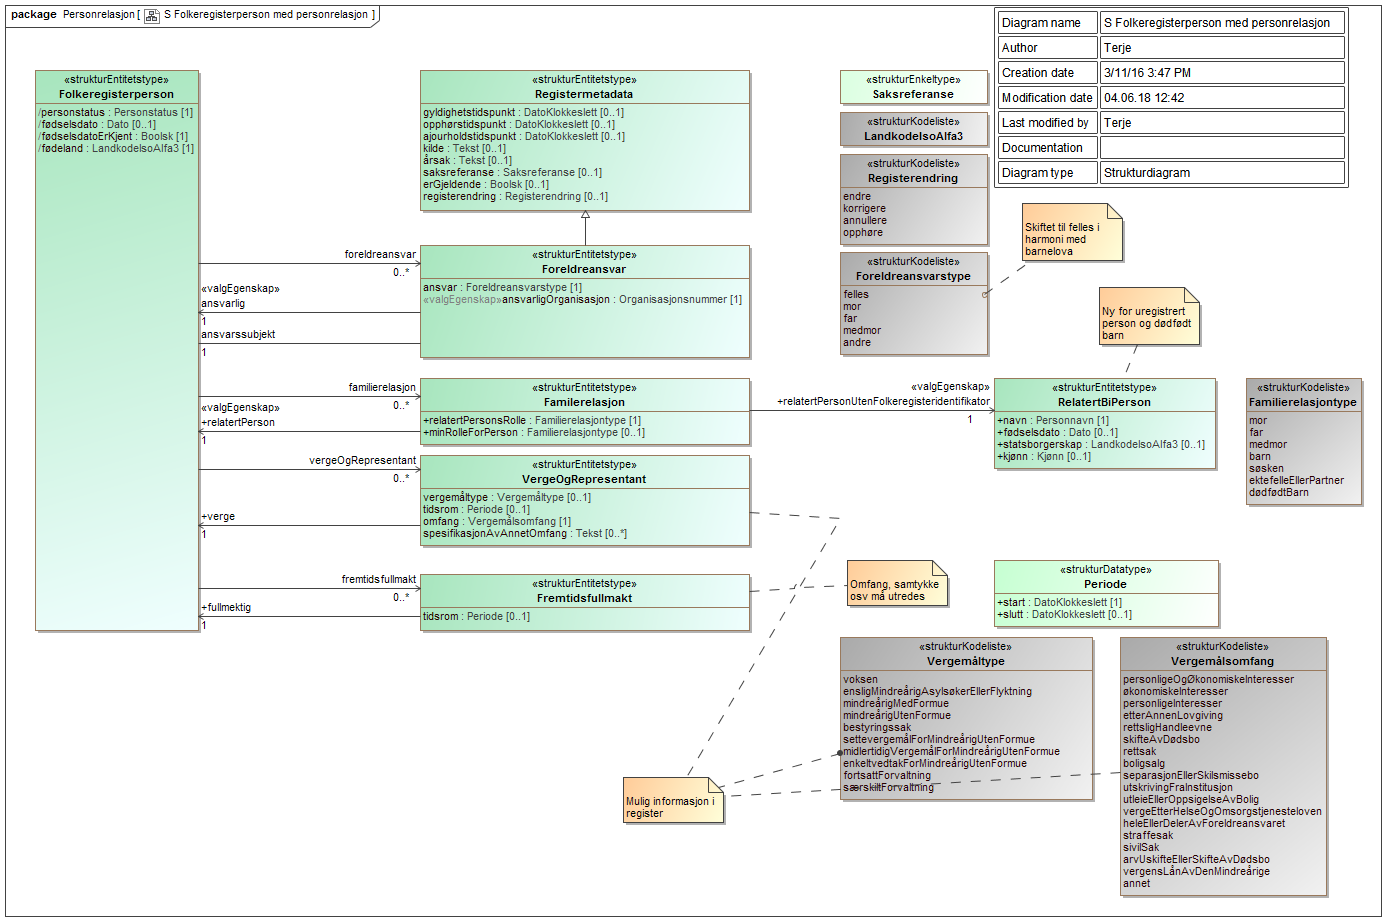 package Personrelasjon [ S Folkeregisterperson med personrelasjon ]
Diagram name S Folkeregisterperson med personrelasjon
Author Terje
Creation date 3/11/16 3:47 PM
Modification date 04.06.18 12:42
Last modified by Terje
Documentation
Diagram type Strukturdiagram
«strukturEntitetstype»
Folkeregisterperson
/personstatus : Personstatus [1]
/fødselsdato : Dato [0..1]
/fødselsdatoErKjent : Boolsk [1]
/fødeland : LandkodeIsoAlfa3 [1]
«strukturEntitetstype»
Registermetadata
gyldighetstidspunkt : DatoKlokkeslett [0..1]
opphørstidspunkt : DatoKlokkeslett [0..1]
ajourholdstidspunkt : DatoKlokkeslett [0..1]
kilde : Tekst [0..1]
årsak : Tekst [0..1]
saksreferanse : Saksreferanse [0..1]
erGjeldende : Boolsk [0..1]
registerendring : Registerendring [0..1]
«strukturEnkeltype»
Saksreferanse
«strukturKodeliste»
LandkodeIsoAlfa3
«strukturKodeliste»
Registerendring
endre
korrigere
annullere
opphøre
«strukturKodeliste»
Foreldreansvarstype
felles
mor
far
medmor
andre
Skiftet til felles i
harmoni med
barnelova
foreldreansvar
0..*
«valgEgenskap»
ansvarlig
1
ansvarssubjekt
1
«strukturEntitetstype»
Foreldreansvar
ansvar : Foreldreansvarstype [1]
«valgEgenskap»ansvarligOrganisasjon : Organisasjonsnummer [1]
Ny for uregistrert
person og dødfødt
barn
familierelasjon
0..*
«valgEgenskap»
+relatertPerson
1
«strukturEntitetstype»
Familerelasjon
+relatertPersonsRolle : Familierelasjontype [1]
+minRolleForPerson : Familierelasjontype [0..1]
«valgEgenskap»
+relatertPersonUtenFolkeregisteridentifikator
1
«strukturEntitetstype»
RelatertBiPerson
+navn : Personnavn [1]
+fødselsdato : Dato [0..1]
+statsborgerskap : LandkodeIsoAlfa3 [0..1]
+kjønn : Kjønn [0..1]
«strukturKodeliste»
Familierelasjontype
mor
far
medmor
barn
søsken
ektefelleEllerPartner
dødfødtBarn
vergeOgRepresentant
0..*
+verge
1
«strukturEntitetstype»
VergeOgRepresentant
vergemåltype : Vergemåltype [0..1]
tidsrom : Periode [0..1]
omfang : Vergemålsomfang [1]
spesifikasjonAvAnnetOmfang : Tekst [0..*]
fremtidsfullmakt
0..*
+fullmektig
1
«strukturEntitetstype»
Fremtidsfullmakt
tidsrom : Periode [0..1]
Omfang, samtykke
osv må utredes
«strukturDatatype»
Periode
+start : DatoKlokkeslett [1]
+slutt : DatoKlokkeslett [0..1]
«strukturKodeliste»
Vergemåltype
voksen
ensligMindreårigAsylsøkerEllerFlyktning
mindreårigMedFormue
mindreårigUtenFormue
bestyringssak
settevergemålForMindreårigUtenFormue
midlertidigVergemålForMindreårigUtenFormue
enkeltvedtakForMindreårigUtenFormue
fortsattForvaltning
særskiltForvaltning
«strukturKodeliste»
Vergemålsomfang
personligeOgØkonomiskeInteresser
økonomiskeInteresser
personligeInteresser
etterAnnenLovgiving
rettsligHandleevne
skifteAvDødsbo
rettsak
boligsalg
separasjonEllerSkilsmissebo
utskrivingFraInstitusjon
utleieEllerOppsigelseAvBolig
vergeEtterHelseOgOmsorgstjenesteloven
heleEllerDelerAvForeldreansvaret
straffesak
sivilSak
arvUskifteEllerSkifteAvDødsbo
vergensLånAvDenMindreårige
annet
Mulig informasjon i
register